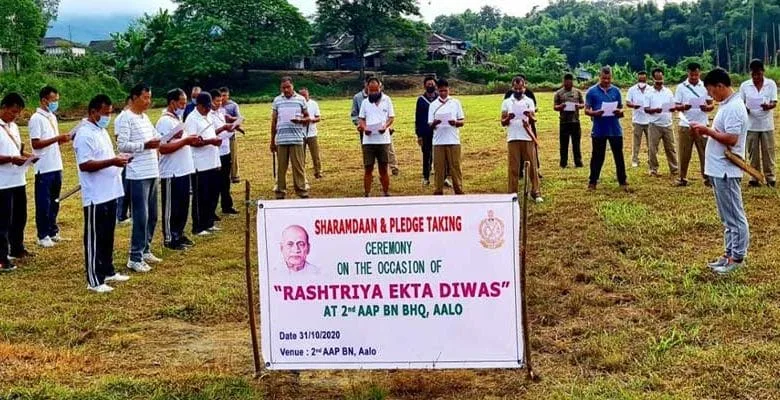 SHARAMDAAN & PLEDGE TAKING
CEREMONY
ON THE OCCASION OF
"RASHTRIYA EKTA DIWAS"
AT 2nd AAP BN BHQ, AALO
Date 31/10/2020
Venue : 2nd AAP BN, Aalo